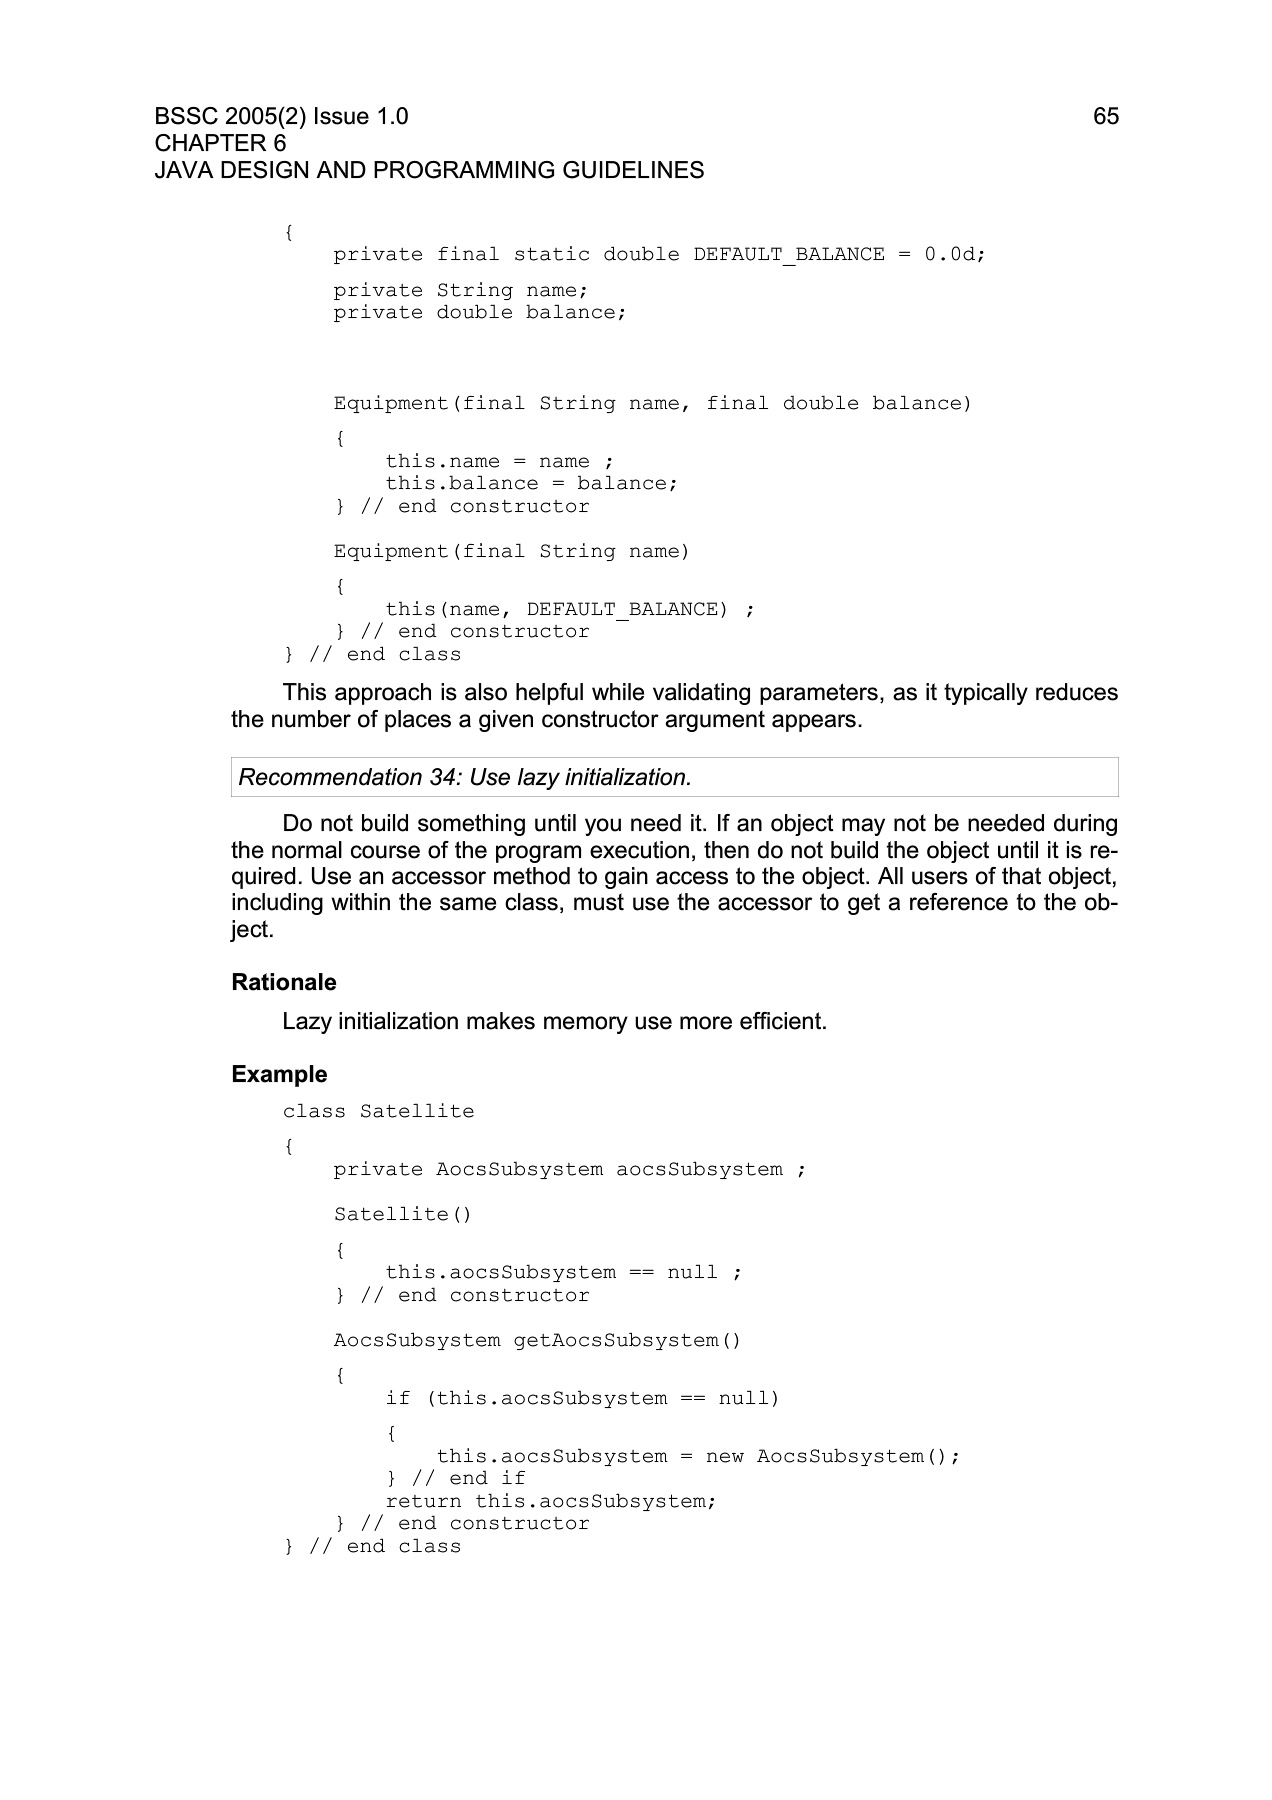 BSSC 2005(2) Issue 1.0 65
CHAPTER 6
JAVA DESIGN AND PROGRAMMING GUIDELINES
{
private final static double DEFAULT_BALANCE = 0.0d;
private String name;
private double balance;
Equipment(final String name, final double balance)
{
this.name = name ;
this.balance = balance;
} // end constructor
Equipment(final String name)
{
this(name, DEFAULT_BALANCE) ;
} // end constructor
} // end class
This approach is also helpful while validating parameters, as it typically reduces
the number of places a given constructor argument appears.
Recommendation 34: Use lazy initialization.
Do not build something until you need it. If an object may not be needed during
the normal course of the program execution, then do not build the object until it is re-
quired. Use an accessor method to gain access to the object. All users of that object,
including within the same class, must use the accessor to get a reference to the ob-
ject.
Rationale
Lazy initialization makes memory use more efficient.
Example
class Satellite
{
private AocsSubsystem aocsSubsystem ;
Satellite()
{
this.aocsSubsystem == null ;
} // end constructor
AocsSubsystem getAocsSubsystem()
{
if (this.aocsSubsystem == null)
{
this.aocsSubsystem = new AocsSubsystem();
} // end if
return this.aocsSubsystem;
} // end constructor
} // end class